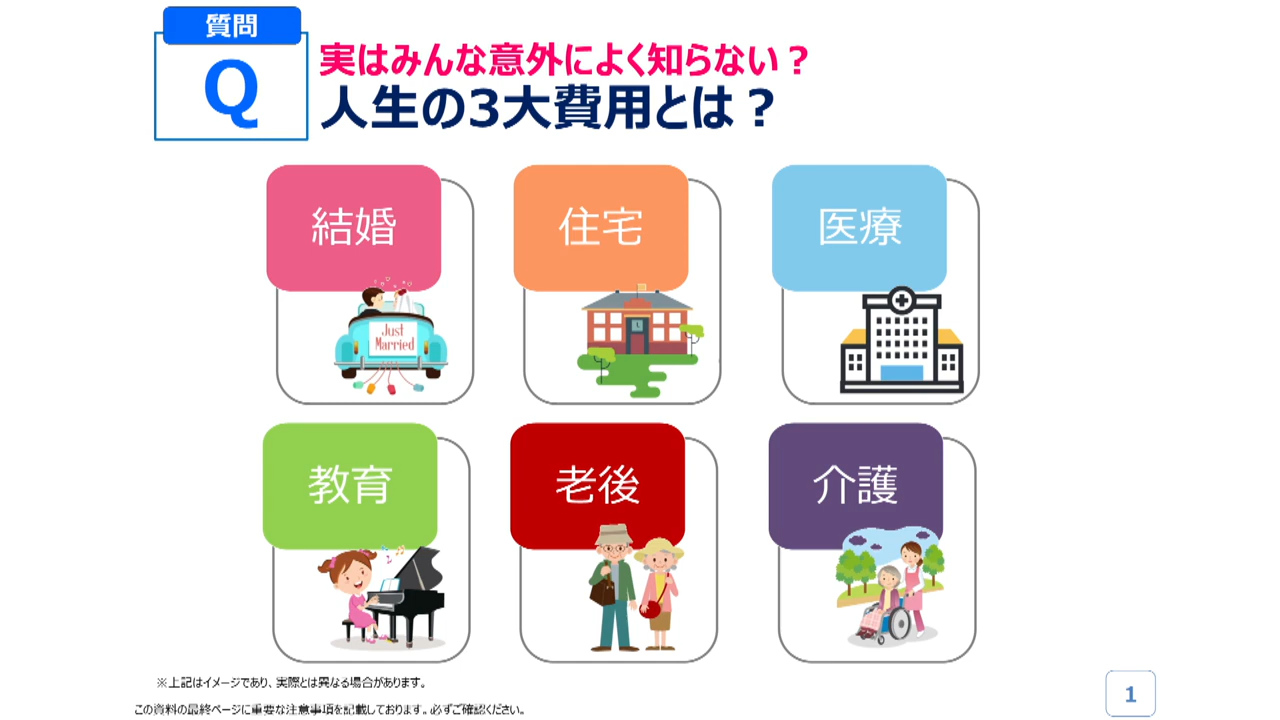 質問
Q
実はみんな意外によく知らない？
人生の3大費用とは？
結婚
住宅
医療
Just
Married
教育
老後
介護
※上記はイメージであり、実際とは異なる場合があります。
この資料の最終ページに重要な注意事項を記載しております。必ずご確認ください。
1